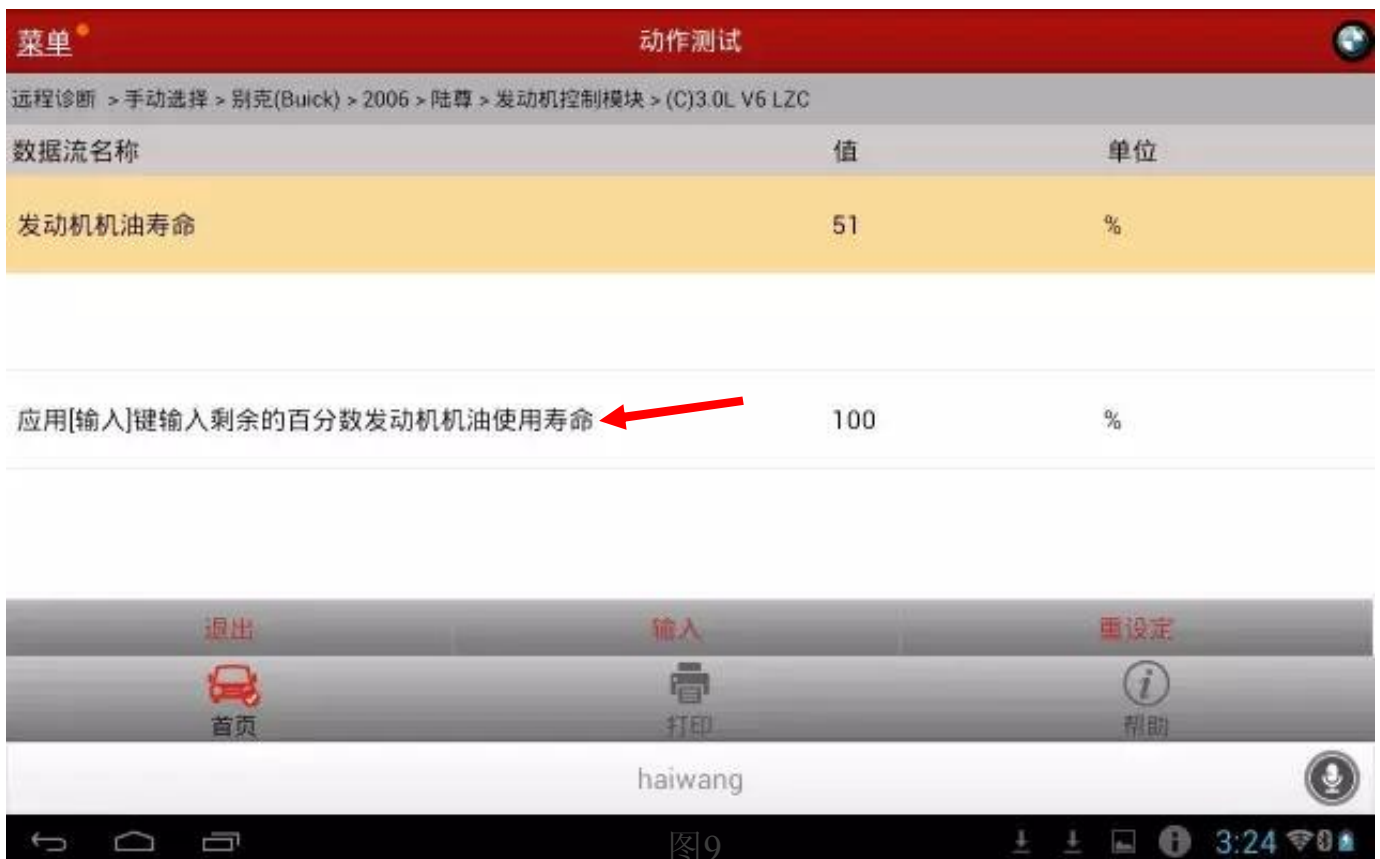 菜单 动作测试
远程诊断 > 手动选择 > 别克(Buick) > 2006 > 陆尊 > 发动机控制模块 > (C)3.0L V6 LZC
数据流名称 值 单位
发动机机油寿命 51 %
应用[输入]键输入剩余的百分数发动机机油使用寿命 100 %
退出 输入 重设定
首页 打印 帮助
haiwang
图9 3:24